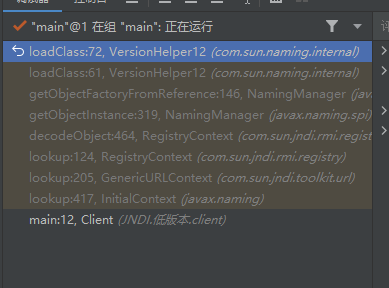 "main"@1 在组 "main": 正在运行
loadClass:72, VersionHelper12 (com.sun.naming.internal)
loadClass:61, VersionHelper12 (com.sun.naming.internal)
getObjectFactoryFromReference:146, NamingManager (javax
getObjectInstance:319, NamingManager (javax.naming.spi)
decodeObject:464, RegistryContext (com.sun.jndi.rmi.regist
lookup:124, RegistryContext (com.sun.jndi.rmi.registry)
lookup:205, GenericURLContext (com.sun.jndi.toolkit.url)
lookup:417, InitialContext (javax.naming)
main:12, Client (JNDI.低版本.client)